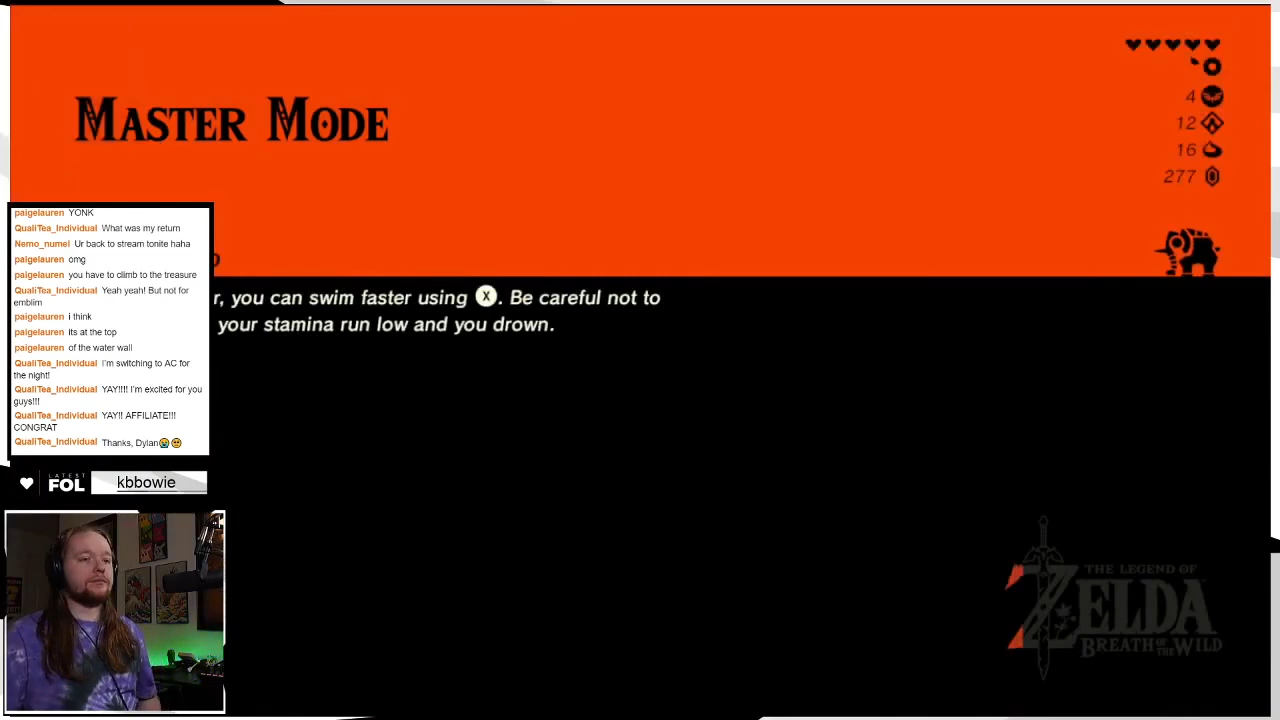 MASTER MODE
4
12
16
277
r, you can swim faster using X. Be careful not to
your stamina run low and you drown.
paigelauren YONK
QualiTea_Individual What was my return
Nemo_numel Ur back to stream tonite haha
paigelauren omg
paigelauren you have to climb to the treasure
QualiTea_Individual Yeah yeah! But not for
emblim
paigelauren i think
paigelauren its at the top
paigelauren of the water wall
QualiTea_Individual I'm switching to AC for
the night!
QualiTea_Individual YAY!!!! I'm excited for you
guys!!!
QualiTea_Individual YAY!! AFFILIATE!!!
CONGRAT
QualiTea_Individual Thanks, Dylan😭🥹
LATEST
FOL
kbbowie
THE LEGEND OF
ZELDA
BREATH OF THE WILD